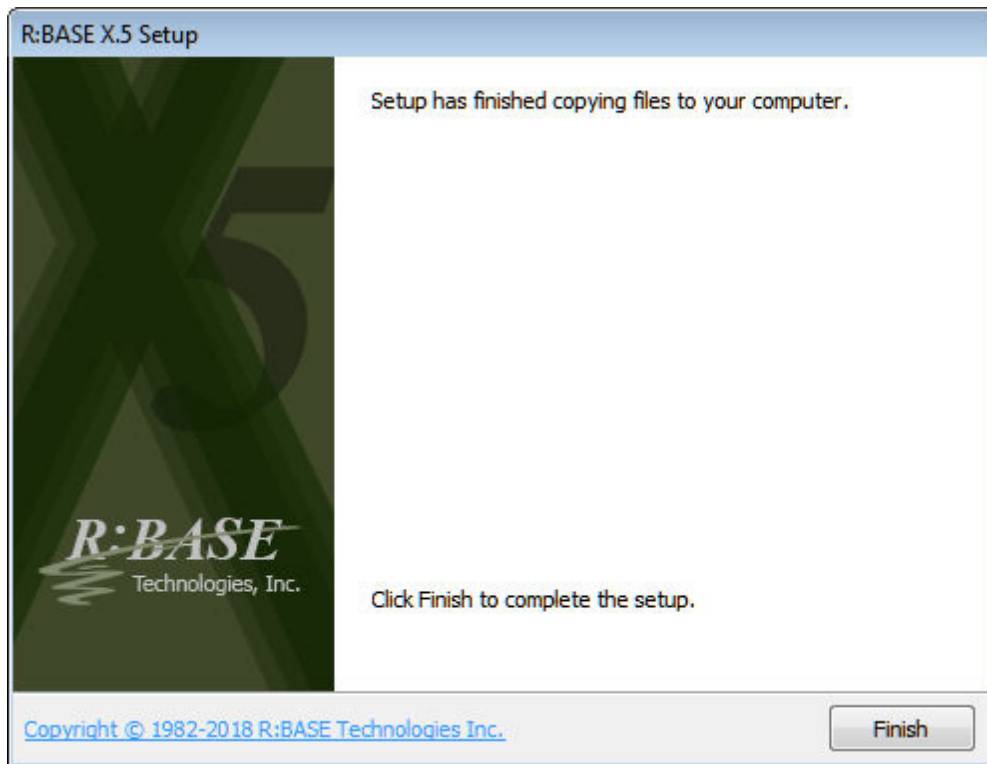 R:BASE X.5 Setup
Setup has finished copying files to your computer.
X
5
R:BASE
Technologies, Inc.
Click Finish to complete the setup.
Copyright © 1982-2018 R:BASE Technologies Inc.
Finish